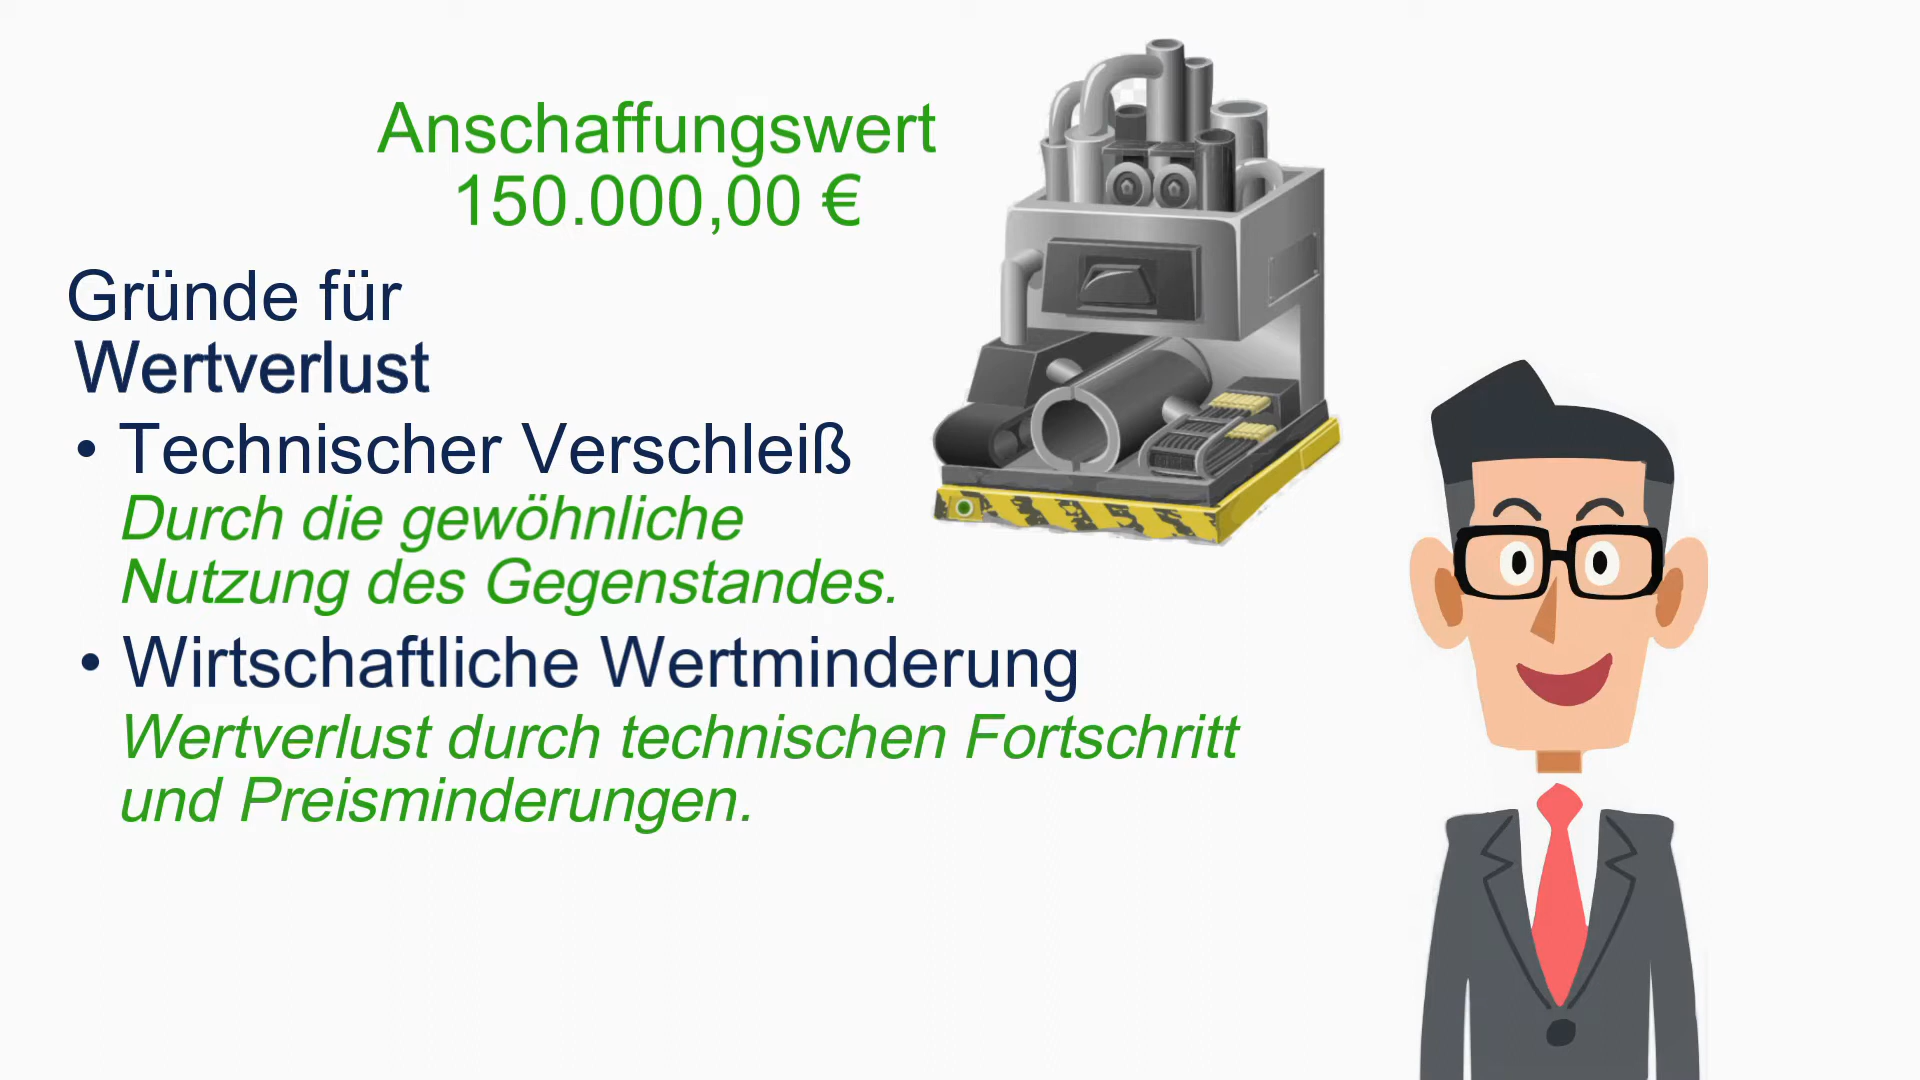 Anschaffungswert
150.000,00 €
Gründe für
Wertverlust
• Technischer Verschleiß
Durch die gewöhnliche
Nutzung des Gegenstandes.
• Wirtschaftliche Wertminderung
Wertverlust durch technischen Fortschritt
und Preisminderungen.